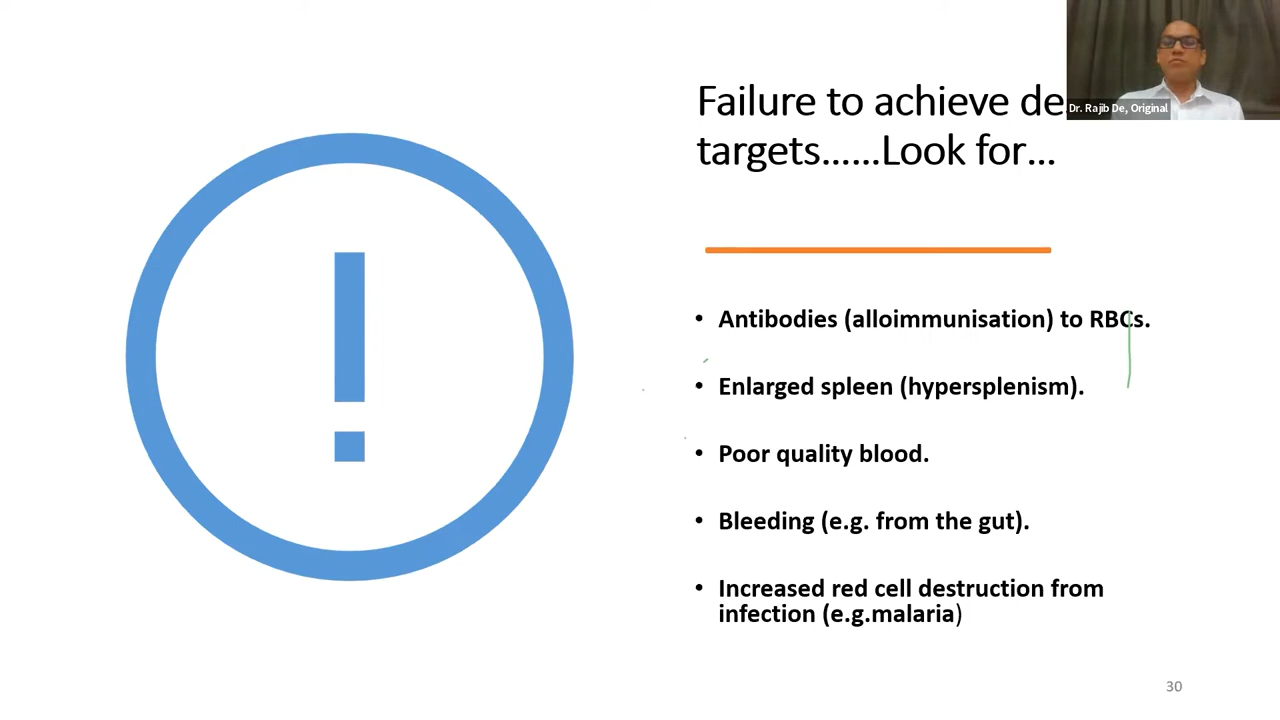 Failure to achieve de
Dr. Rajib De, Original
targets......Look for...
• Antibodies (alloimmunisation) to RBCs.
• Enlarged spleen (hypersplenism).
• Poor quality blood.
• Bleeding (e.g. from the gut).
• Increased red cell destruction from
infection (e.g.malaria)
30